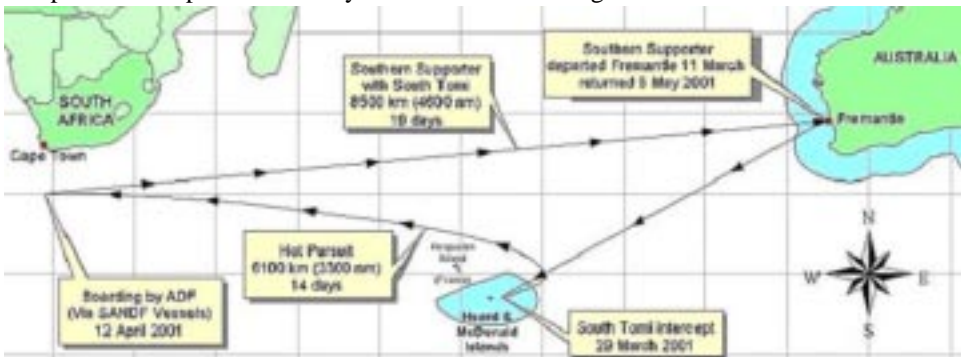 Southern Supporter
departed Fremantle 11 March
returned 5 May 2001
AUSTRALIA
Fremantle
Southern Supporter
with South Tomi
8500 km (4600 nm)
19 days
SOUTH
AFRICA
Cape Town
Hot Pursuit
6100 km (3300 nm)
14 days
Kerguelen
Island
(France)
Boarding by ADF
(Via SANDF Vessels)
12 April 2001
Heard &
McDonald
Islands
South Tomi Intercept
29 March 2001
N
W
E
S